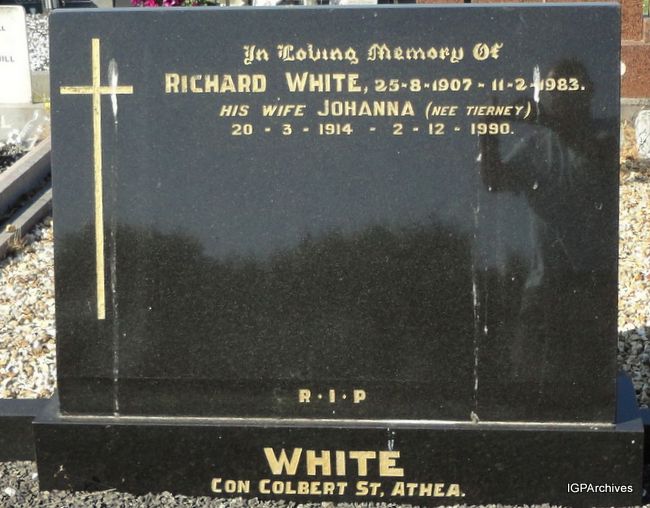 In Loving Memory Of
RICHARD WHITE, 25-8-1907 - 11-2-1983.
HIS WIFE JOHANNA (NEE TIERNEY)
20 - 3 - 1914 - 2 - 12 - 1990.
R · I · P
WHITE
CON COLBERT ST, ATHEA.
IGPArchives